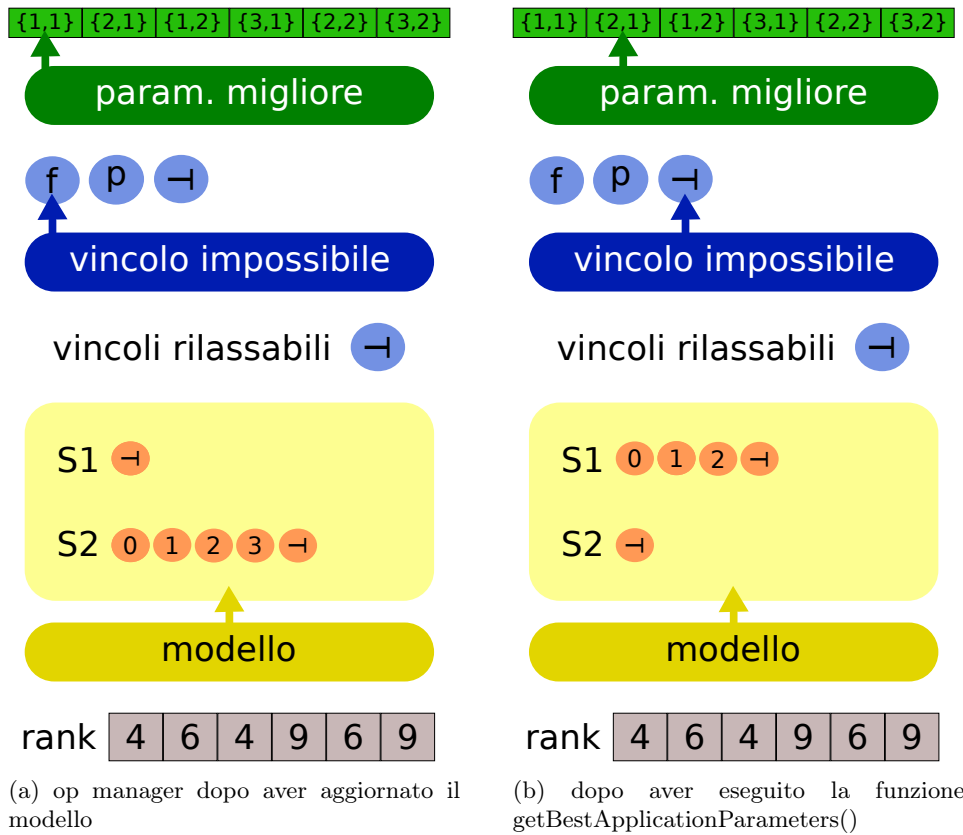 {1,1} {2,1} {1,2} {3,1} {2,2} {3,2}
param. migliore
f p ⊣
vincolo impossibile
vincoli rilassabili ⊣
S1 ⊣
S2 0 1 2 3 ⊣
modello
rank 4 6 4 9 6 9
(a) op manager dopo aver aggiornato il
modello
{1,1} {2,1} {1,2} {3,1} {2,2} {3,2}
param. migliore
f p ⊣
vincolo impossibile
vincoli rilassabili ⊣
S1 0 1 2 ⊣
S2 ⊣
modello
rank 4 6 4 9 6 9
(b) dopo aver eseguito la funzione
getBestApplicationParameters()